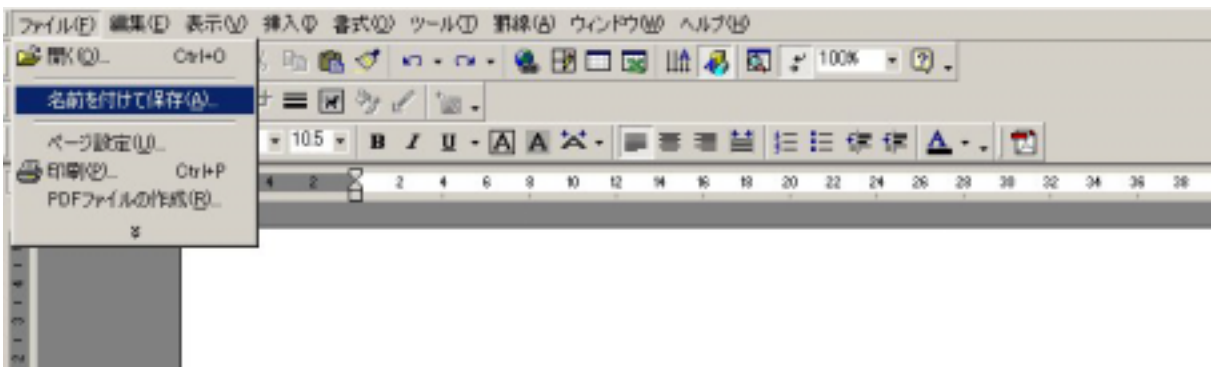 ファイル(F) 編集(E) 表示(V) 挿入(I) 書式(O) ツール(T) 罫線(A) ウィンドウ(W) ヘルプ(H)
開く(O)... Ctrl+O
100%
名前を付けて保存(A)...
ページ設定(U)...
10.5 B I U A A A
印刷(P)... Ctrl+P
4 2 2 4 6 8 10 12 14 16 18 20 22 24 26 28 30 32 34 36 38
PDFファイルの作成(R)...